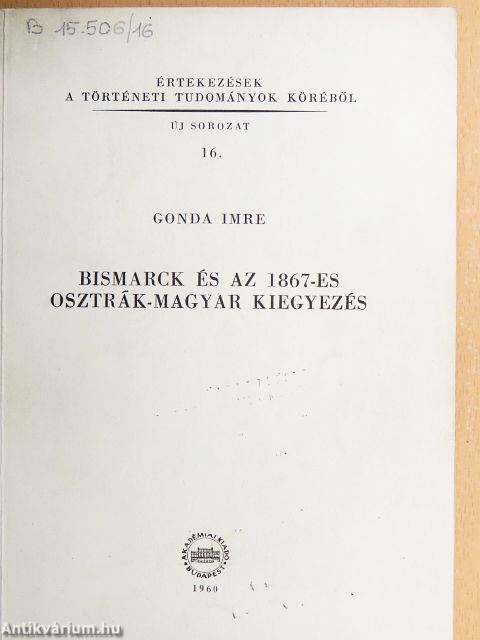 B 15.506/16
ÉRTEKEZÉSEK
A TÖRTÉNETI TUDOMÁNYOK KÖRÉBŐL
ÚJ SOROZAT
16.
GONDA IMRE
BISMARCK ÉS AZ 1867-ES
OSZTRÁK-MAGYAR KIEGYEZÉS
AKADÉMIAI KIADÓ
BUDAPEST
1960
Antikvárium.hu